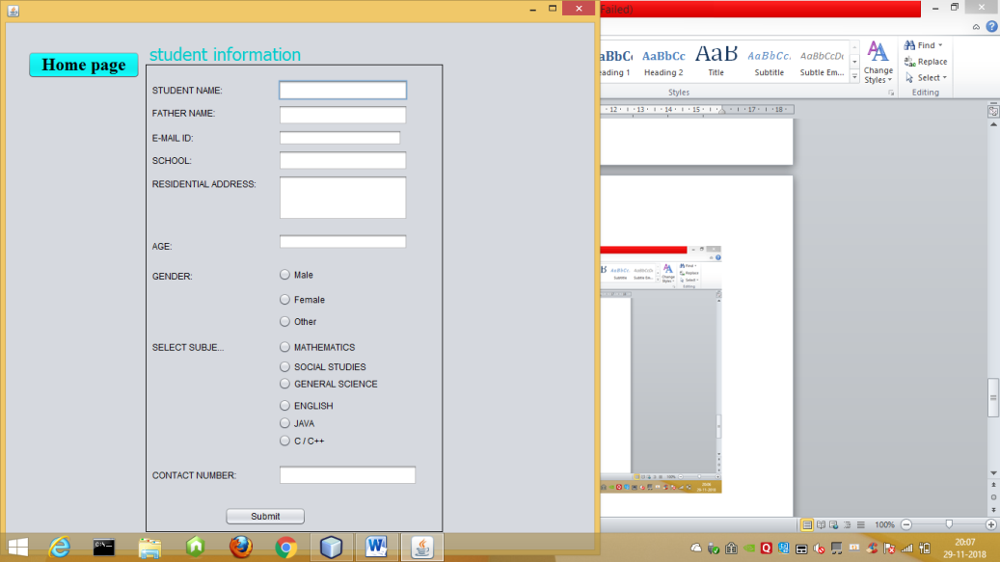 Failed)
student information
Home page
STUDENT NAME:
FATHER NAME:
E-MAIL ID:
SCHOOL:
RESIDENTIAL ADDRESS:
AGE:
GENDER:
Male
Female
Other
SELECT SUBJE...
MATHEMATICS
SOCIAL STUDIES
GENERAL SCIENCE
ENGLISH
JAVA
C / C++
CONTACT NUMBER:
Submit
AaBbCc AaBbCc AaB AaBbCc. AaBbCcDc
eading 1 Heading 2 Title Subtitle Subtle Em...
Change
Styles
Styles
Find
Replace
Select
Editing
12 13 14 15 17 18
100%
20:07
29-11-2018